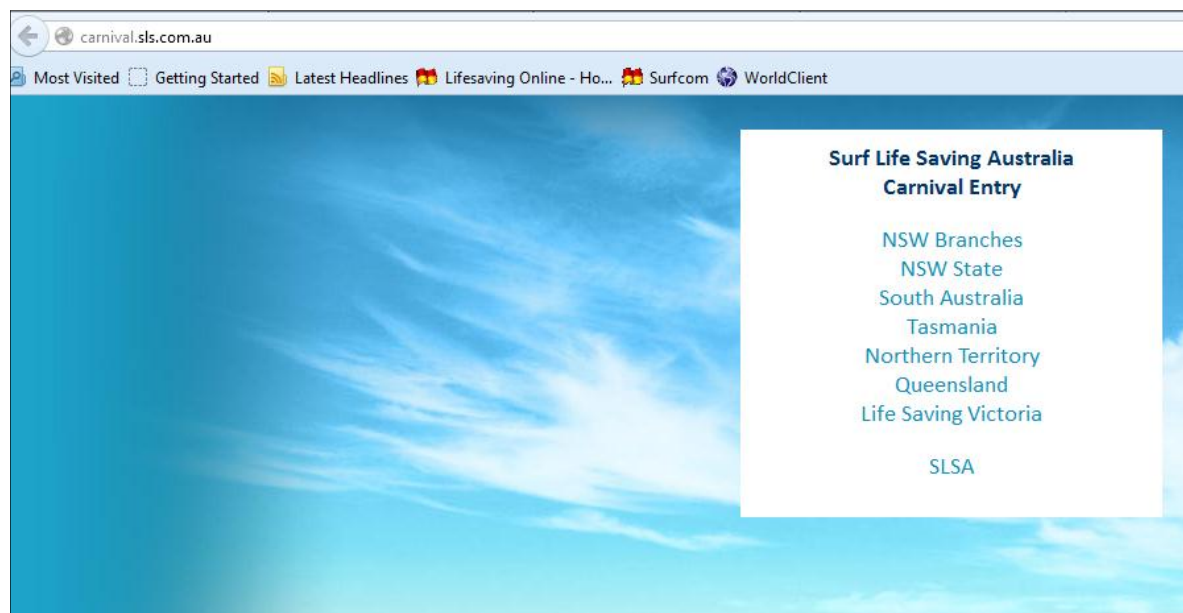 carnival.sls.com.au
Most Visited Getting Started Latest Headlines Lifesaving Online - Ho... Surfcom WorldClient
Surf Life Saving Australia
Carnival Entry
NSW Branches
NSW State
South Australia
Tasmania
Northern Territory
Queensland
Life Saving Victoria
SLSA